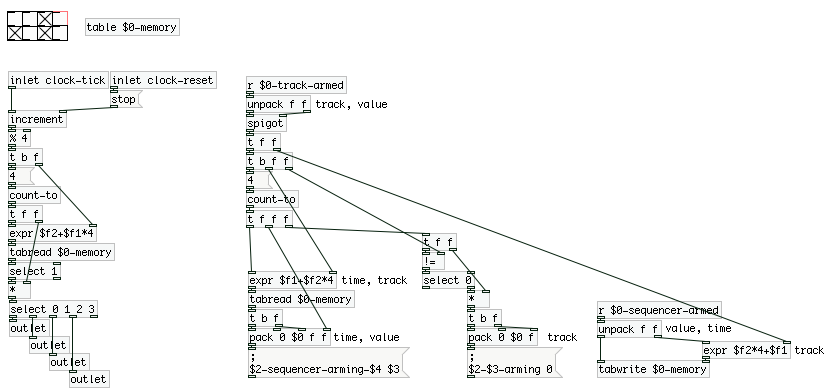 table $0-memory
inlet clock-tick
inlet clock-reset
stop
increment
% 4
t b f
4
count-to
t f f
expr $f2+$f1*4
tabread $0-memory
select 1
*
select 0 1 2 3
outlet
outlet
outlet
outlet
r $0-track-armed
unpack f f track, value
spigot
t f f
t b f f
4
count-to
t f f f
expr $f1+$f2*4 time, track
tabread $0-memory
t b f
pack 0 $0 f f time, value
;
$2-sequencer-arming-$4 $3
t f f
!=
select 0
*
t b f
pack 0 $0 f track
;
$2-$3-arming 0
r $0-sequencer-armed
unpack f f value, time
expr $f2*4+$f1 track
tabwrite $0-memory